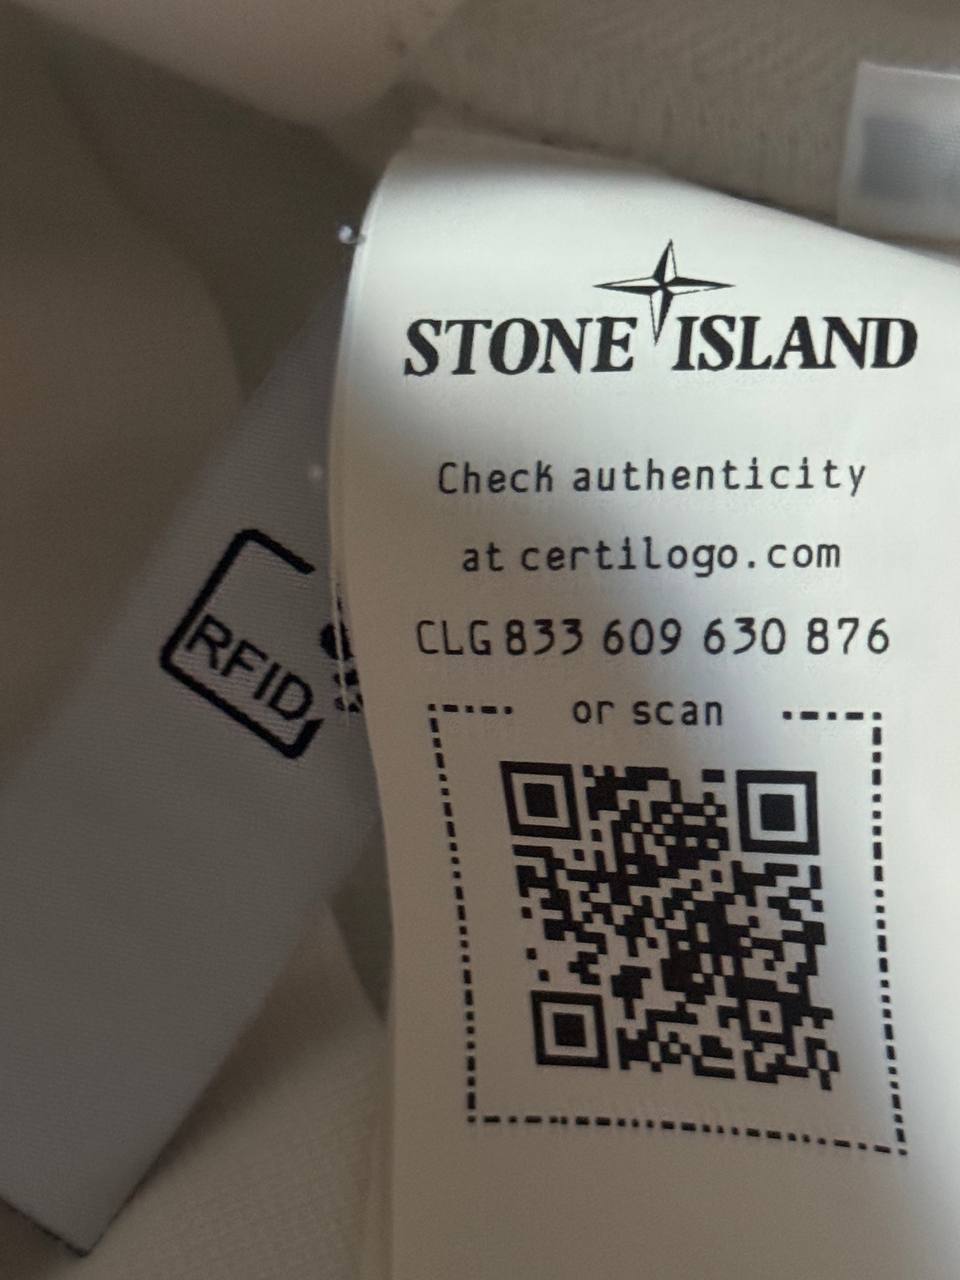 STONE ISLAND
Check authenticity
at certilogo.com
CLG 833 609 630 876
or scan
RFID